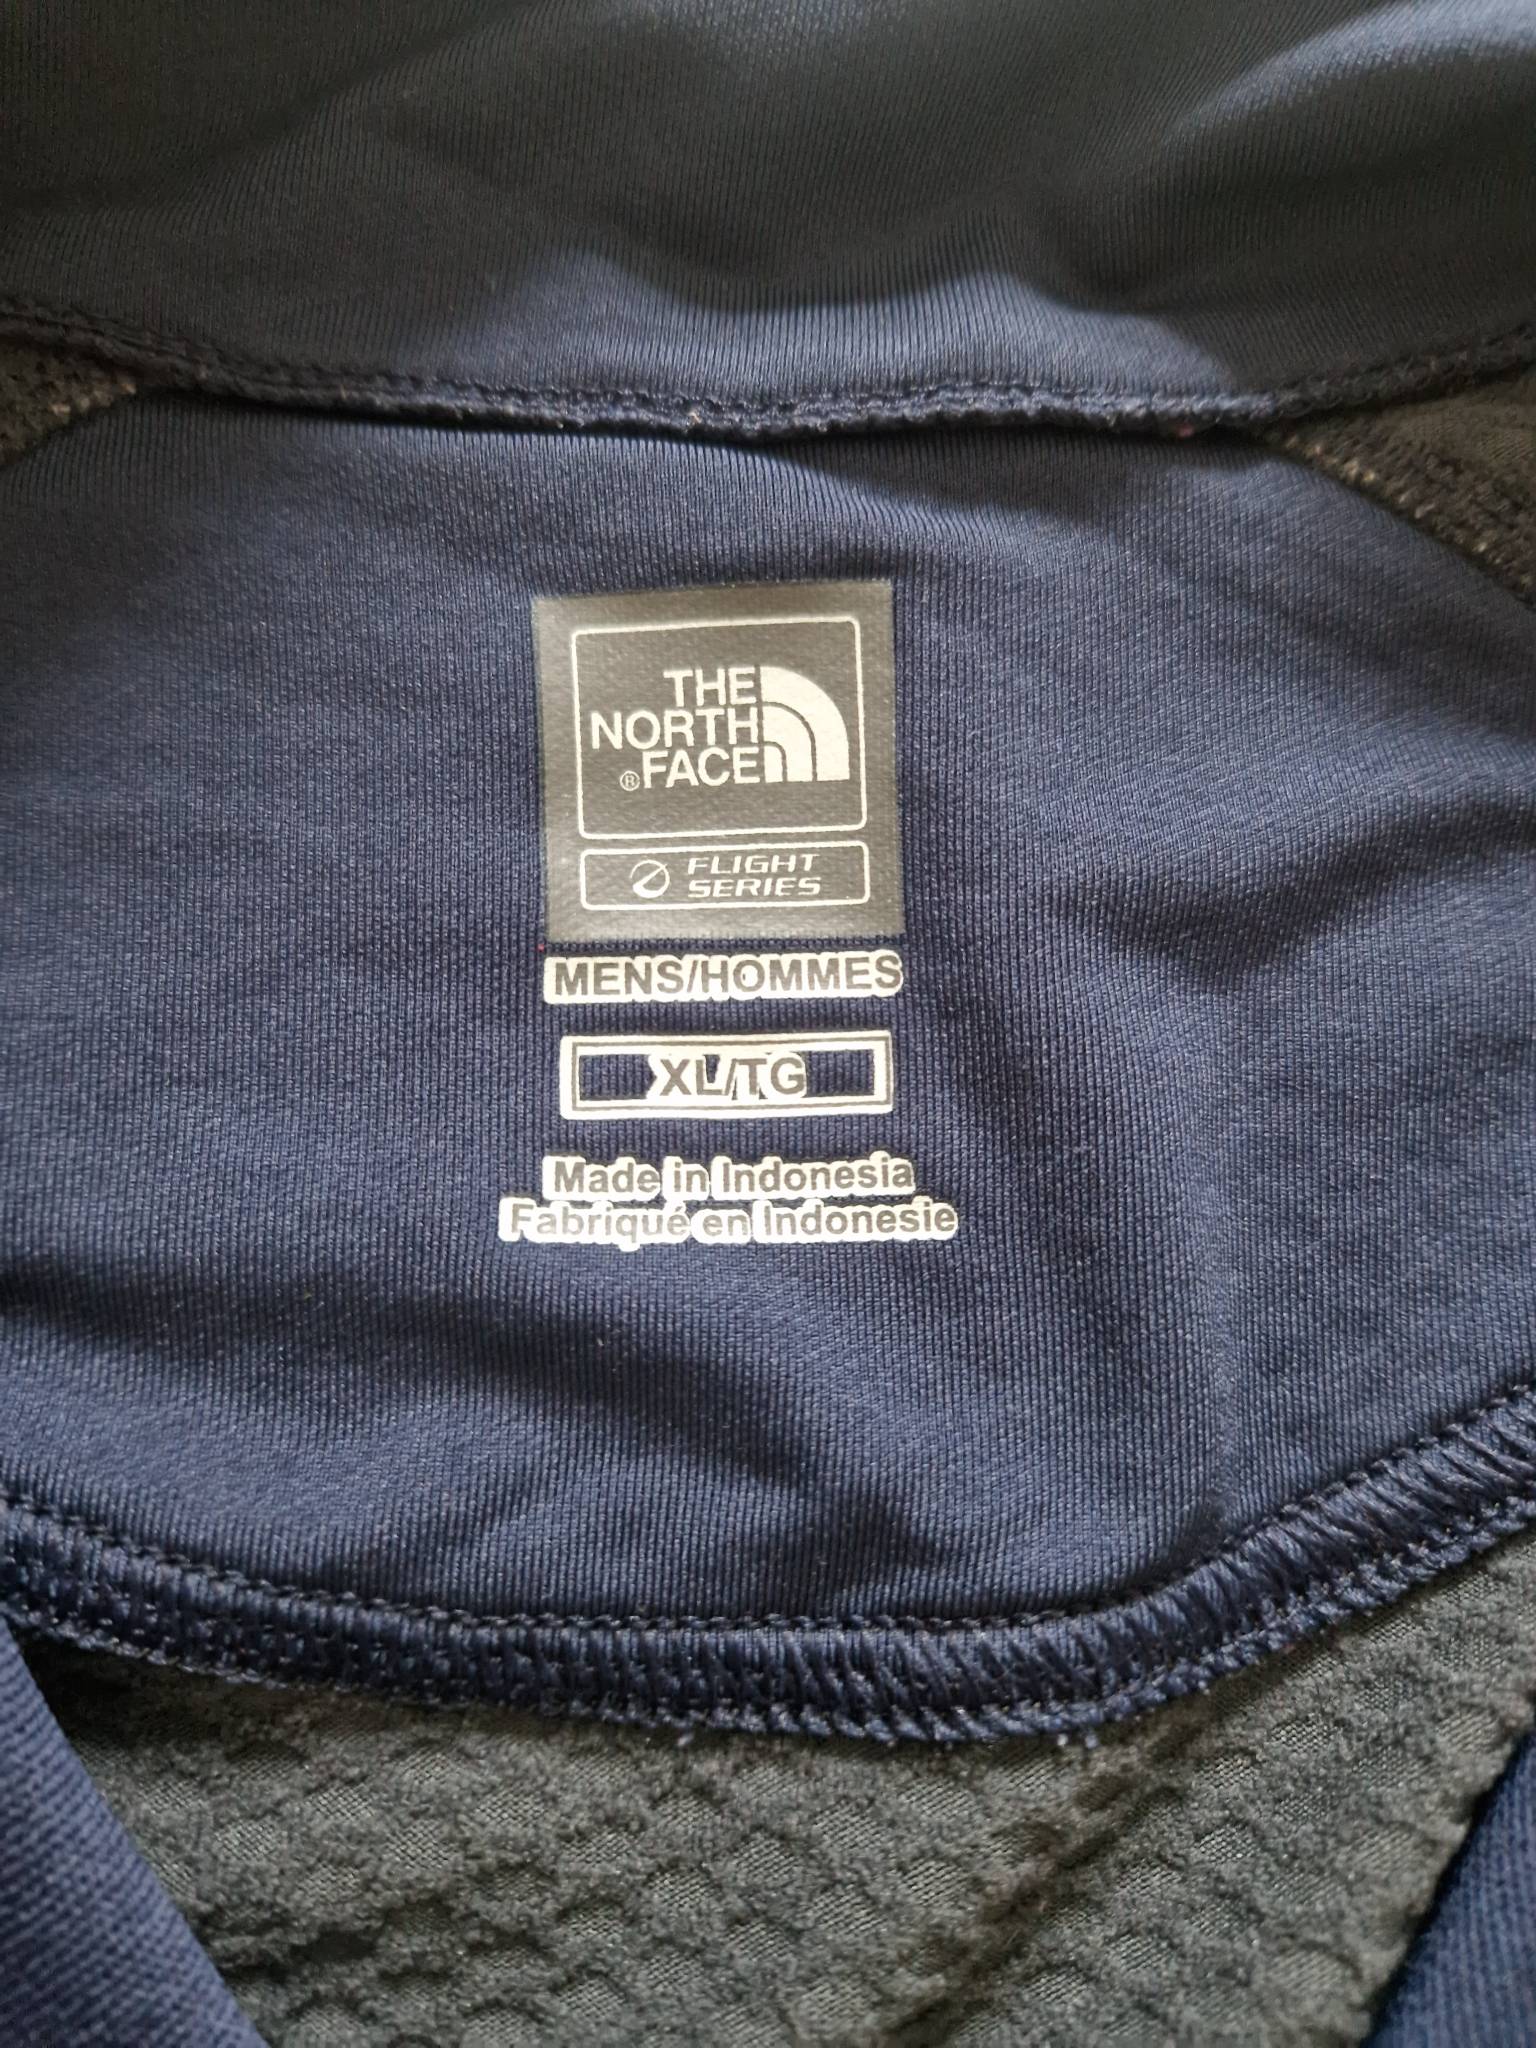 THE
NORTH
®FACE
FLIGHT
SERIES
MENS/HOMMES
XL/TG
Made in Indonesia
Fabriqué en Indonesie